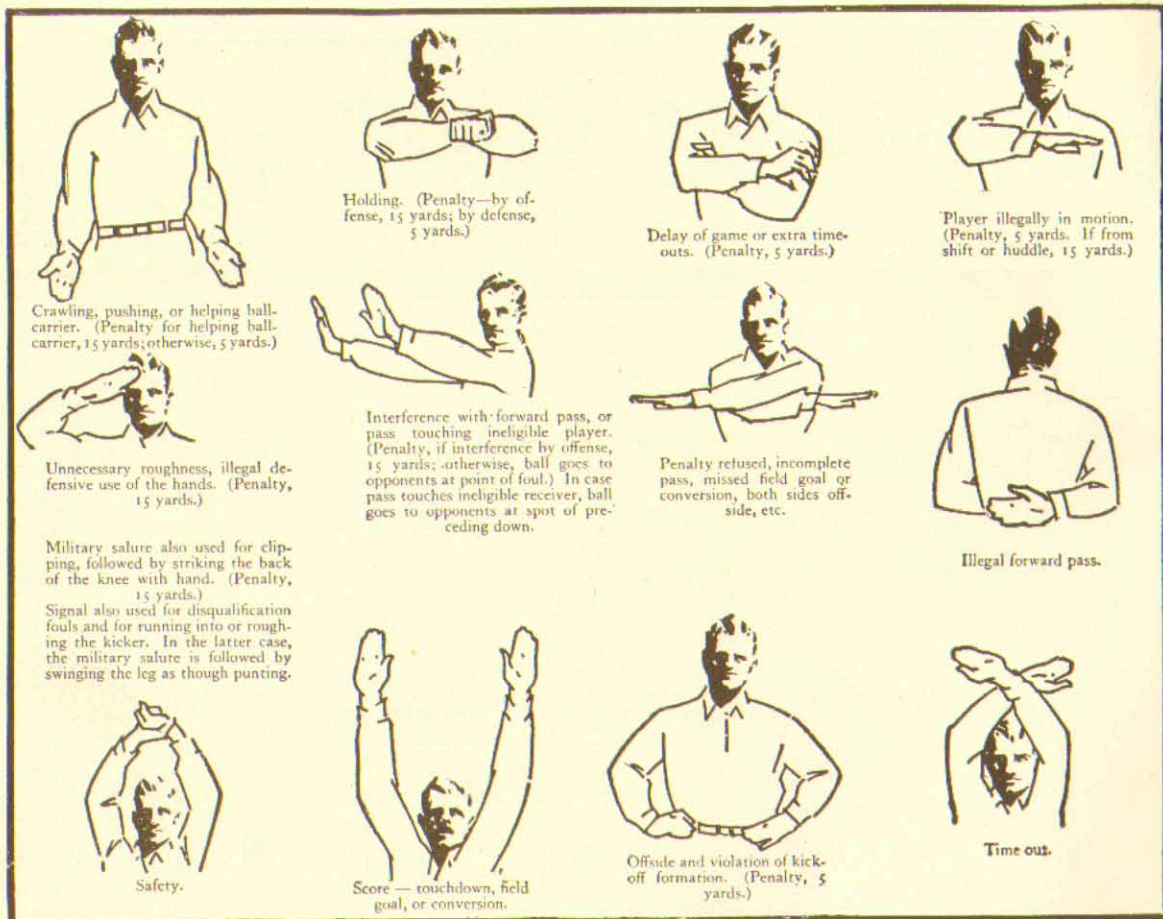 Crawling, pushing, or helping ball-
carrier. (Penalty for helping ball-
carrier, 15 yards; otherwise, 5 yards.)
Holding. (Penalty—by of-
fense, 15 yards; by defense,
5 yards.)
Delay of game or extra time-
outs. (Penalty, 5 yards.)
Player illegally in motion.
(Penalty, 5 yards. If from
shift or huddle, 15 yards.)
Unnecessary roughness, illegal de-
fensive use of the hands. (Penalty,
15 yards.)
Military salute also used for clip-
ping, followed by striking the back
of the knee with hand. (Penalty,
15 yards.)
Signal also used for disqualification
fouls and for running into or rough-
ing the kicker. In the latter case,
the military salute is followed by
swinging the leg as though punting.
Interference with forward pass, or
pass touching ineligible player.
(Penalty, if interference by offense,
15 yards; otherwise, ball goes to
opponents at point of foul.) In case
pass touches ineligible receiver, ball
goes to opponents at spot of pre-
ceding down.
Penalty refused, incomplete
pass, missed field goal or
conversion, both sides off-
side, etc.
Illegal forward pass.
Safety.
Score — touchdown, field
goal, or conversion.
Offside and violation of kick-
off formation. (Penalty, 5
yards.)
Time out.